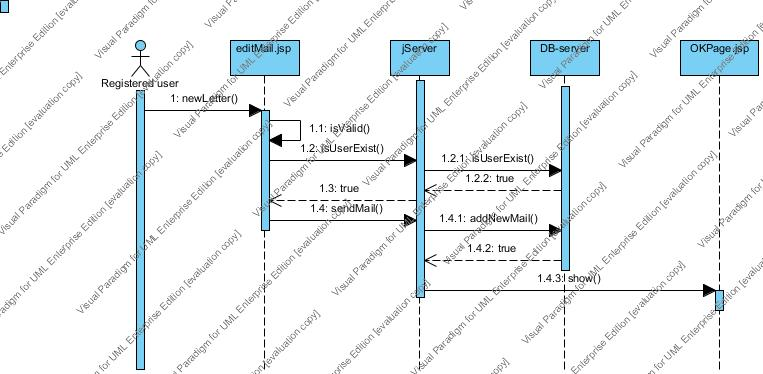 editMail.jsp
jServer
DB-server
OKPage.jsp
Registered user
1: newLetter()
1.1: isValid()
1.2: isUserExist()
1.2.1: isUserExist()
1.2.2: true
1.3: true
1.4: sendMail()
1.4.1: addNewMail()
1.4.2: true
1.4.3: show()
Visual Paradigm for UML Enterprise Edition [evaluation copy]